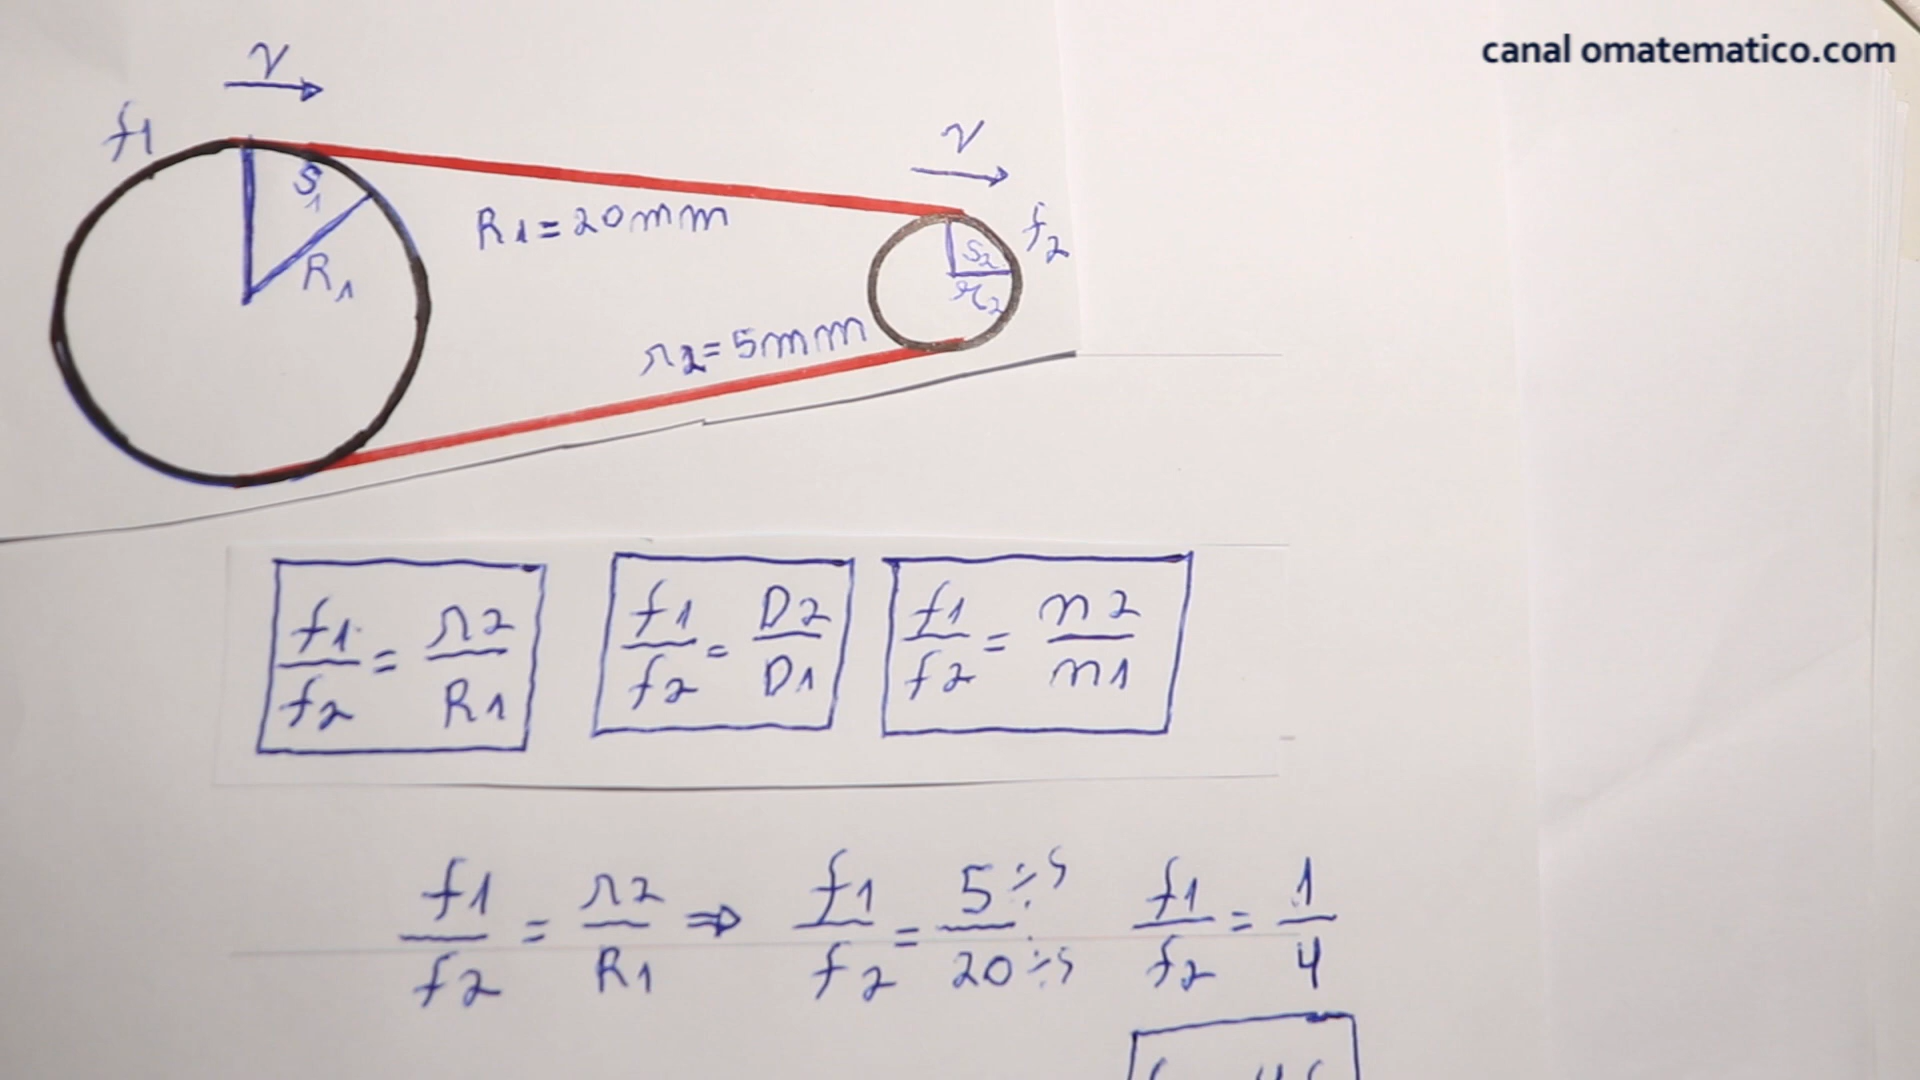 canal omatematico.com
v
f1
S1
R1
R1=20mm
v
f2
S2
r2
r2=5mm
f1/f2 = r2/R1
f1/f2 = D2/D1
f1/f2 = n2/n1
f1/f2 = r2/R1 ⇒ f1/f2 = 5÷5/20÷5 f1/f2 = 1/4